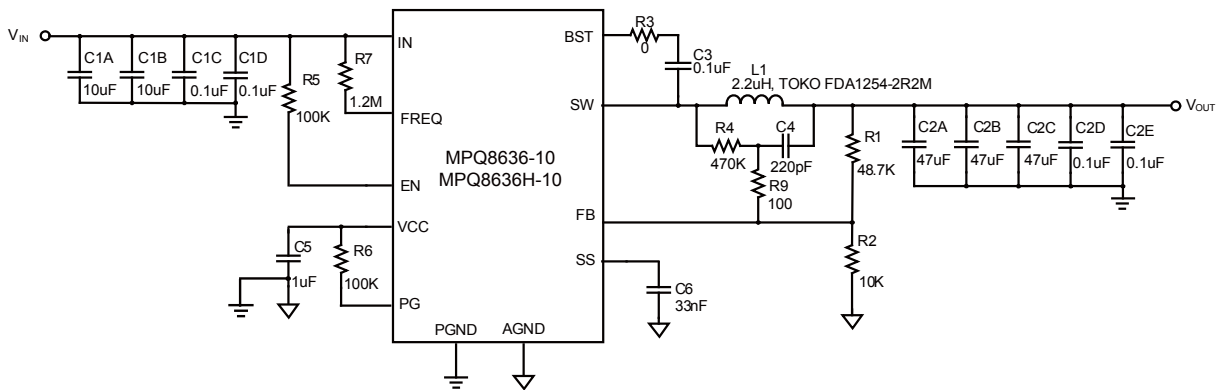 VIN
C1A
10uF
C1B
10uF
C1C
0.1uF
C1D
0.1uF
R5
100K
R7
1.2M
IN
FREQ
EN
VCC
PG
PGND
AGND
MPQ8636-10
MPQ8636H-10
BST
SW
FB
SS
C5
1uF
R6
100K
R3
0
C3
0.1uF
L1
2.2uH, TOKO FDA1254-2R2M
R4
470K
C4
220pF
R9
100
R1
48.7K
R2
10K
C6
33nF
C2A
47uF
C2B
47uF
C2C
47uF
C2D
0.1uF
C2E
0.1uF
VOUT